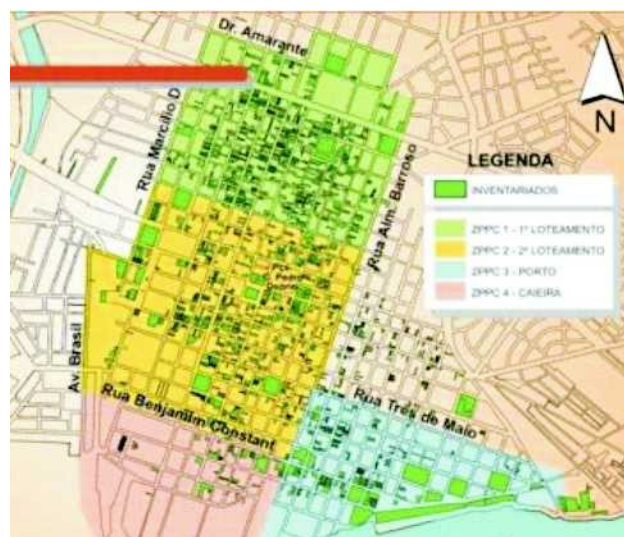 Dr. Amarante
Rua Marcílio D
Rua Alm. Barroso
N
LEGENDA
INVENTARIADOS
ZPPC 1 - 1º LOTEAMENTO
ZPPC 2 - 2º LOTEAMENTO
ZPPC 3 - PORTO
ZPPC 4 - CAIEIRA
Av. Brasil
Rua Benjamim Constant
Rua Três de Maio